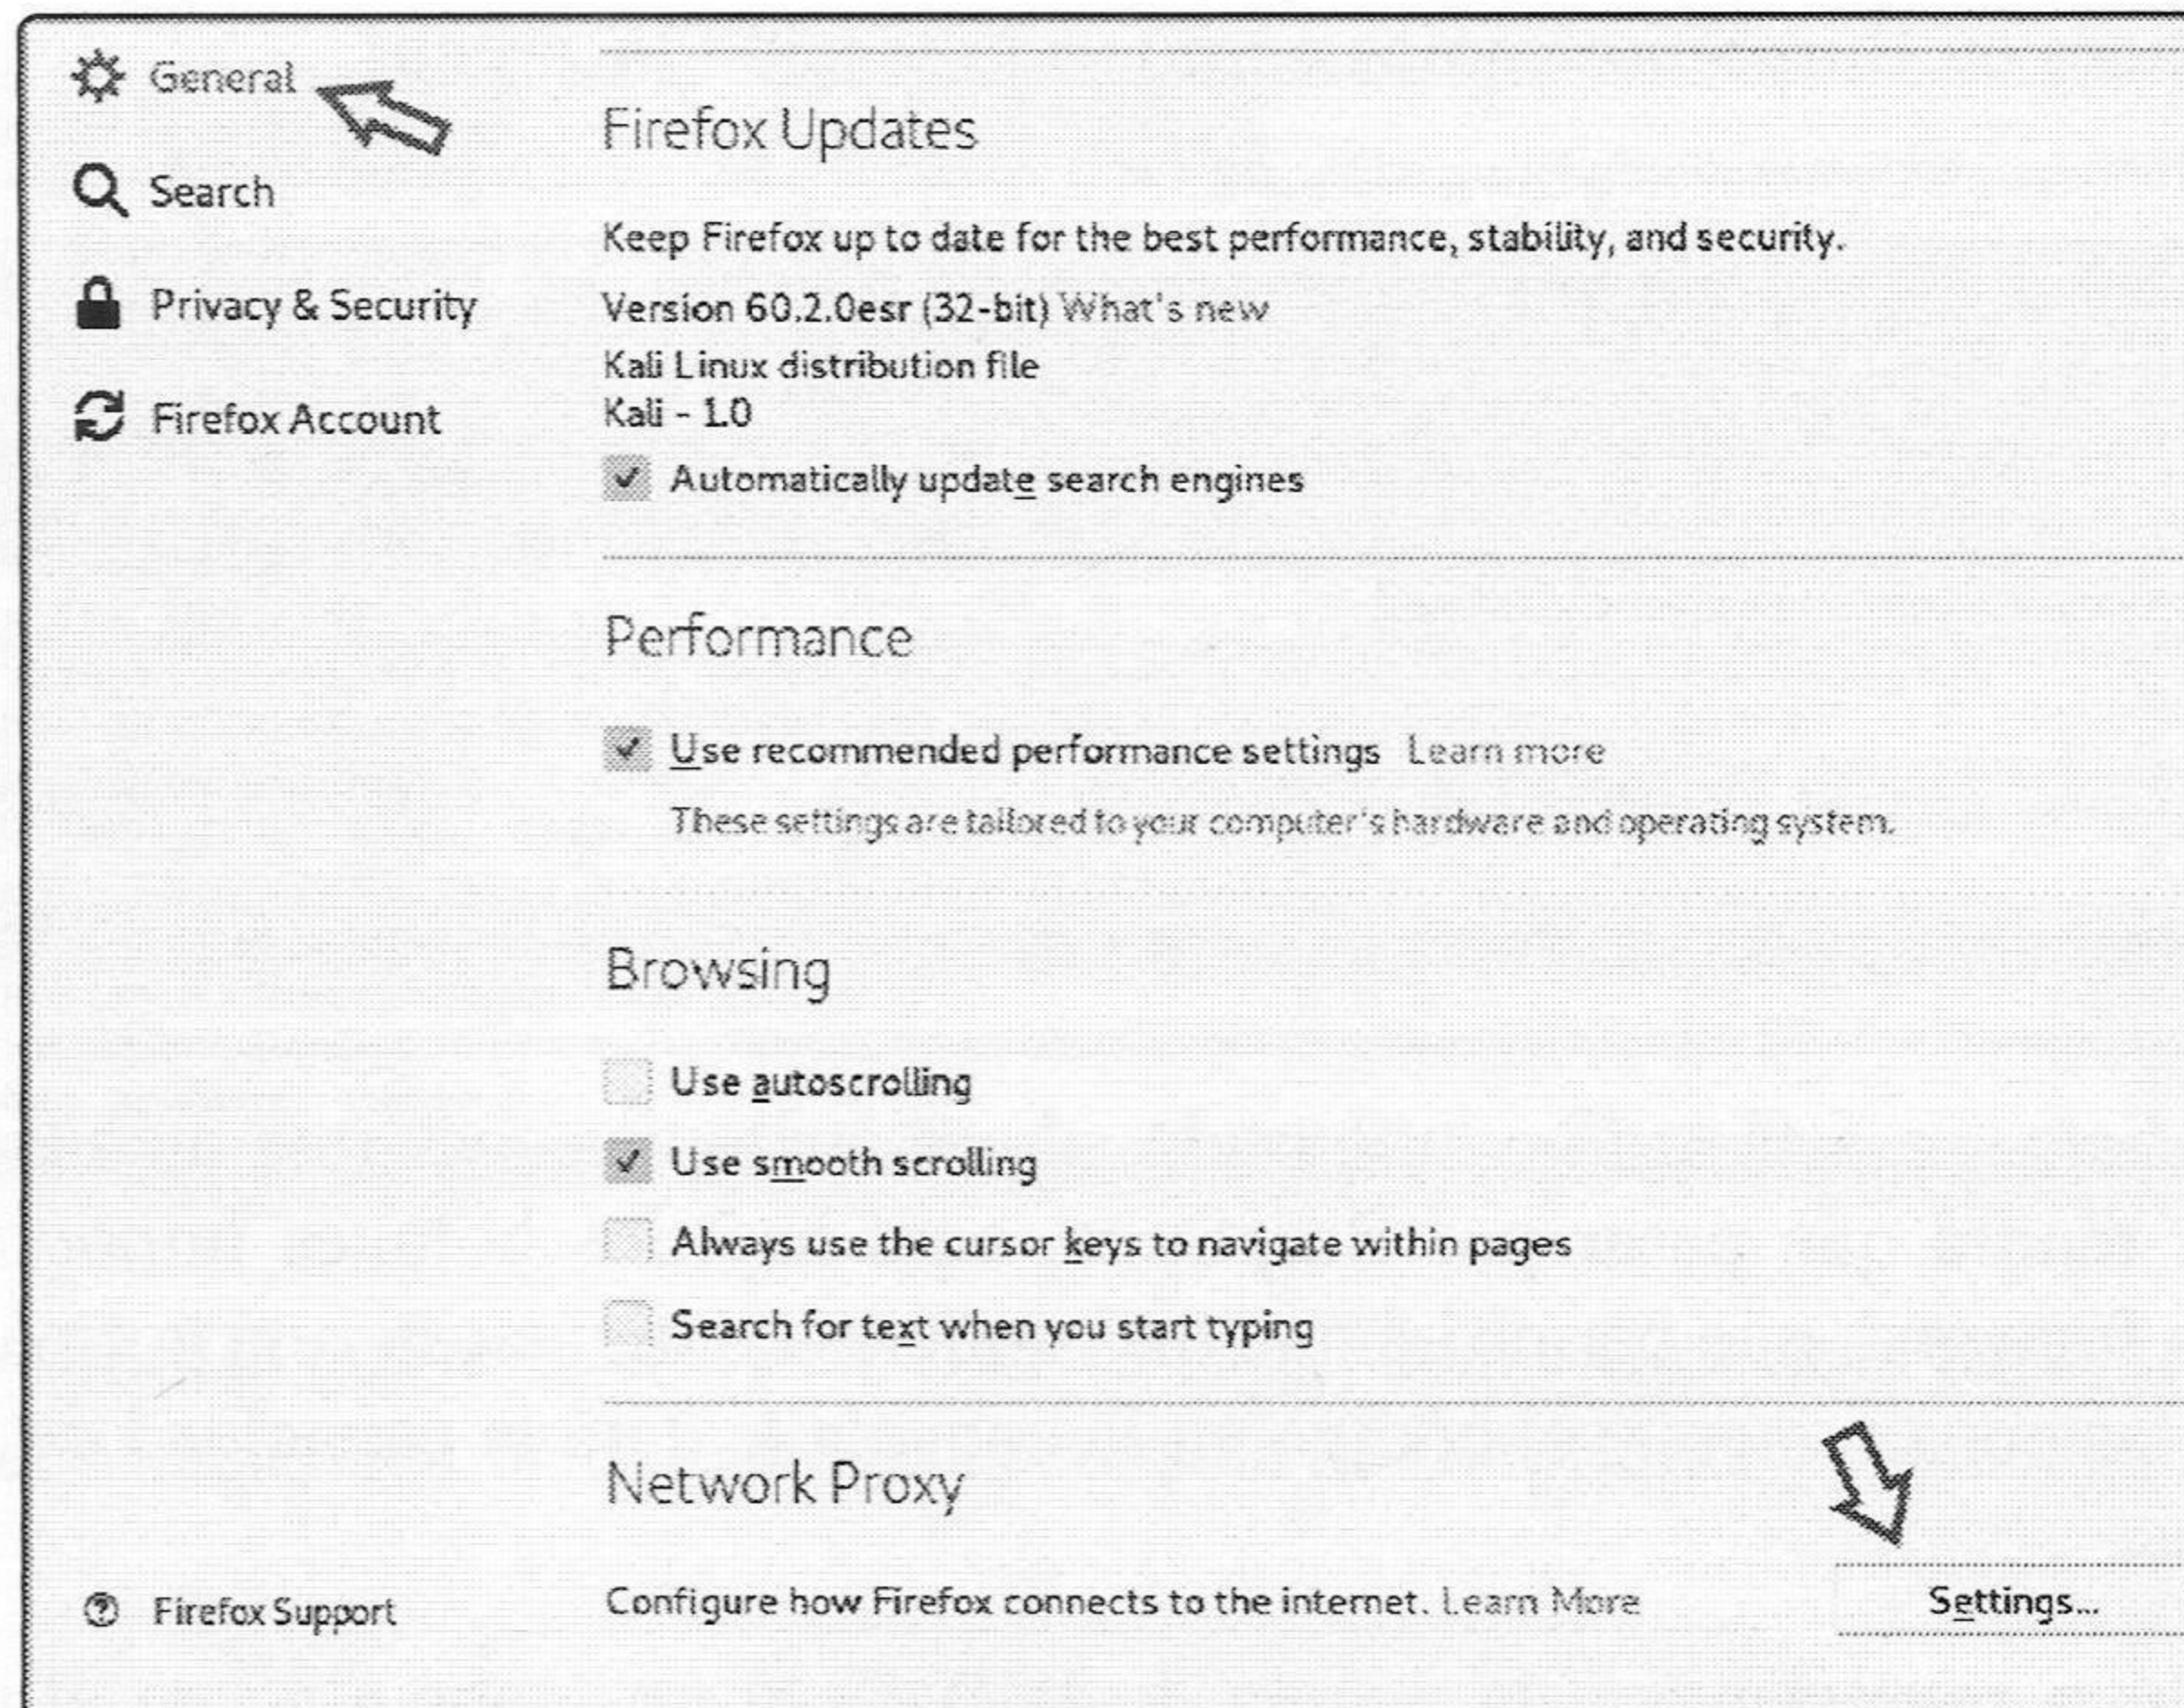 General
Search
Privacy & Security
Firefox Account
Firefox Updates
Keep Firefox up to date for the best performance, stability, and security.
Version 60.2.0esr (32-bit) What's new
Kali Linux distribution file
Kali - 1.0
Automatically update search engines
Performance
Use recommended performance settings Learn more
These settings are tailored to your computer's hardware and operating system.
Browsing
Use autoscrolling
Use smooth scrolling
Always use the cursor keys to navigate within pages
Search for text when you start typing
Network Proxy
Configure how Firefox connects to the internet. Learn More
Settings...
Firefox Support